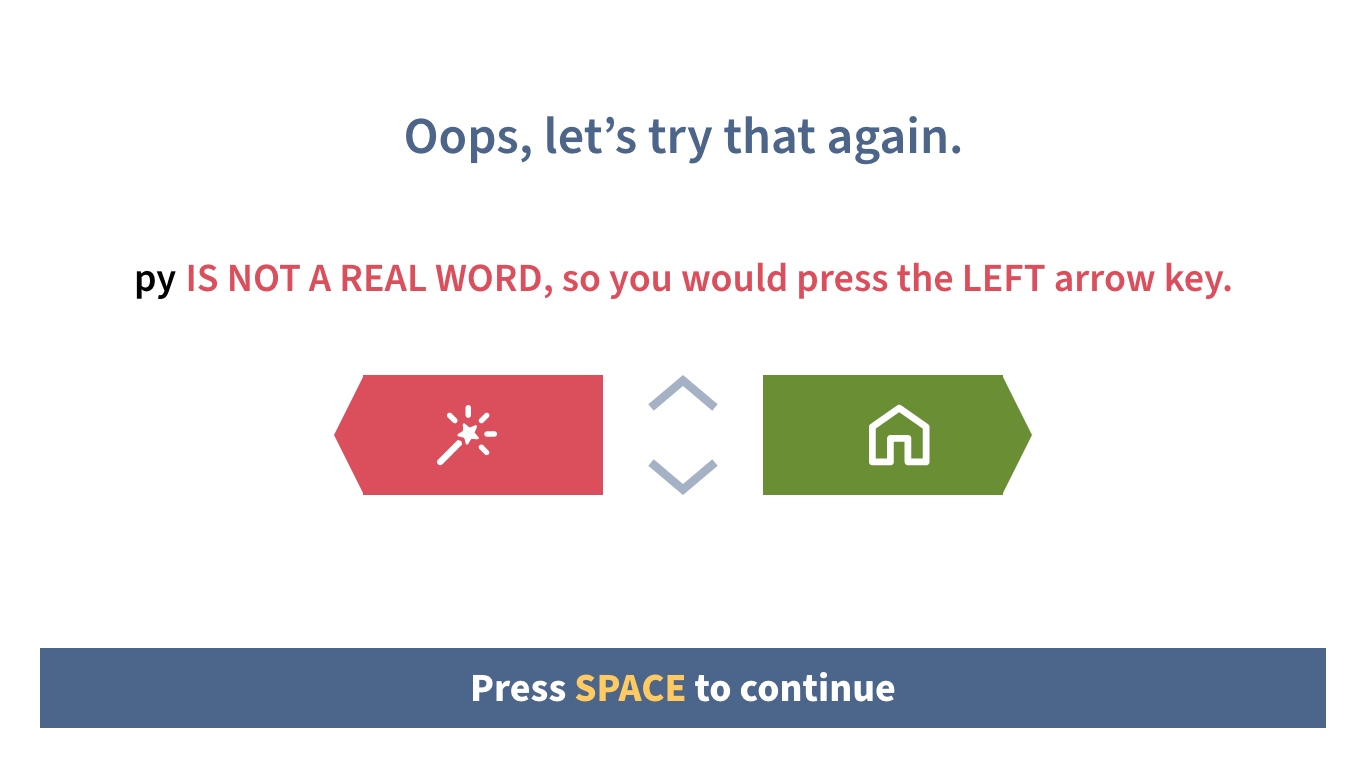 Oops, let’s try that again.
py IS NOT A REAL WORD, so you would press the LEFT arrow key.
Press SPACE to continue